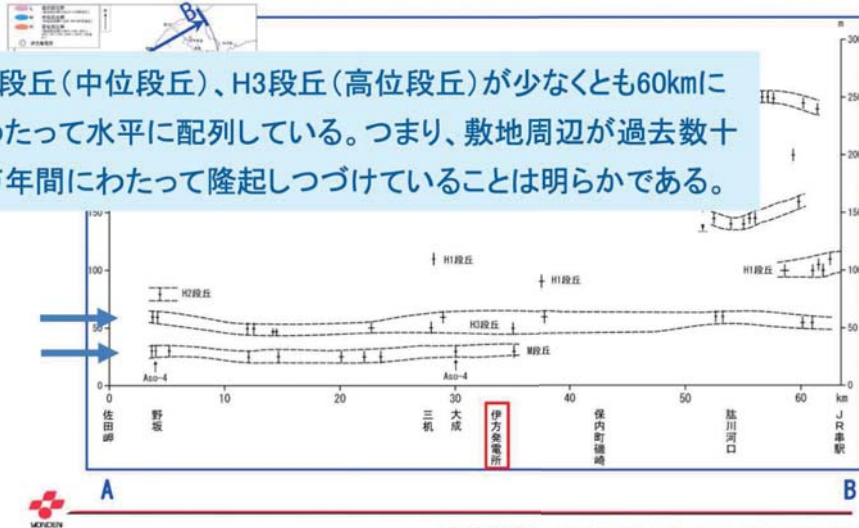 B
段丘(中位段丘)、H3段丘(高位段丘)が少なくとも60kmに
わたって水平に配列している。つまり、敷地周辺が過去数十
万年間にわたって隆起しつづけていることは明らかである。
300
250
200
150
150
100
100
50
50
0
0
H1段丘
H1段丘
H1段丘
H2段丘
H3段丘
M段丘
Aso-4
Aso-4
0
10
20
30
40
50
60
km
佐田岬
野坂
三机
大成
伊方発電所
保内町磯崎
肱川河口
JR串駅
A
B
YONDEN